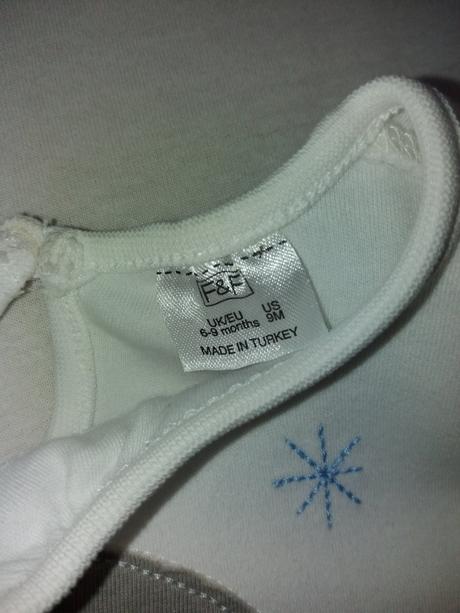 F&F
UK/EU US
6-9 months 9M
MADE IN TURKEY